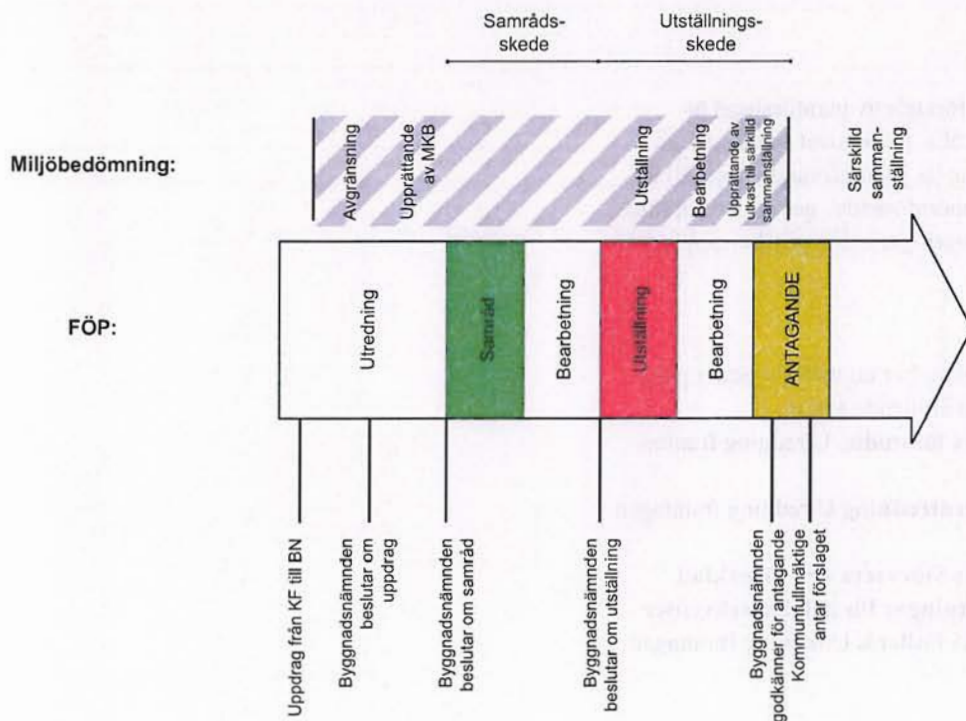 Samråds-
skede
Utställnings-
skede
Miljöbedömning:
Avgränsning
Upprättande
av MKB
Utställning
Bearbetning
Upprättande av
utkast till särskild
sammanställning
Särskild
samman-
ställning
FÖP:
Utredning
Samråd
Bearbetning
Utställning
Bearbetning
ANTAGANDE
Uppdrag från KF till BN
Byggnadsnämnden
beslutar om
uppdrag
Byggnadsnämnden
beslutar om samråd
Byggnadsnämnden
beslutar om utställning
Byggnadsnämnden
godkänner för antagande
Kommunfullmäktige
antar förslaget